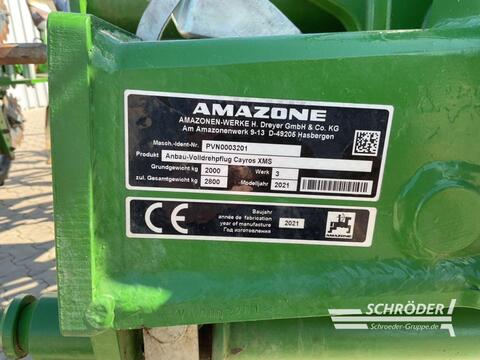 AMAZONE
AMAZONEN-WERKE H. Dreyer GmbH & Co. KG
Am Amazonenwerk 9-13 D-49205 Hasbergen
Masch.-Ident-Nr. PVN0003201
Produkt Anbau-Volldrehpflug Cayros XMS
Grundgewicht kg 2000 Werk 3
zul. Gesamtgewicht kg 2800 Modelljahr 2021
CE
Baujahr
année de fabrication
year of manufacture 2021
Год изготовления
AMAZONE
SCHRÖDER
Schroeder-Gruppe.de